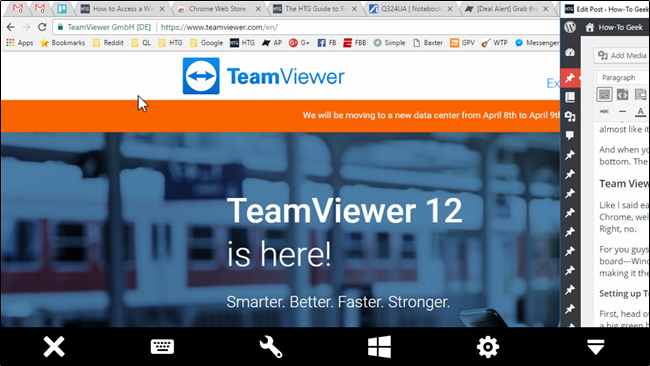 How to Access a Wi
Chrome Web Store
The HTG Guide to R
Q324UA | Notebook
[Deal Alert] Grab the
Edit Post ‹ How-To Geek
TeamViewer GmbH [DE] | https://www.teamviewer.com/en/
How-To Geek
Apps Bookmarks Reddit QL HTG Google HTG AP G+ FB FBB Simple Baxter GPV WTP Messenger
Add Media
TeamViewer
Ex
Paragraph
ABC
We will be moving to a new data center from April 8th to April 9th
almost like it
And when yo
bottom. The
TeamViewer 12
is here!
Team View
Like I said ea
Chrome, wel
Right, no.
For you guys
board---Wind
making it the
Smarter. Better. Faster. Stronger.
Setting up T
First, head ov
a big green b